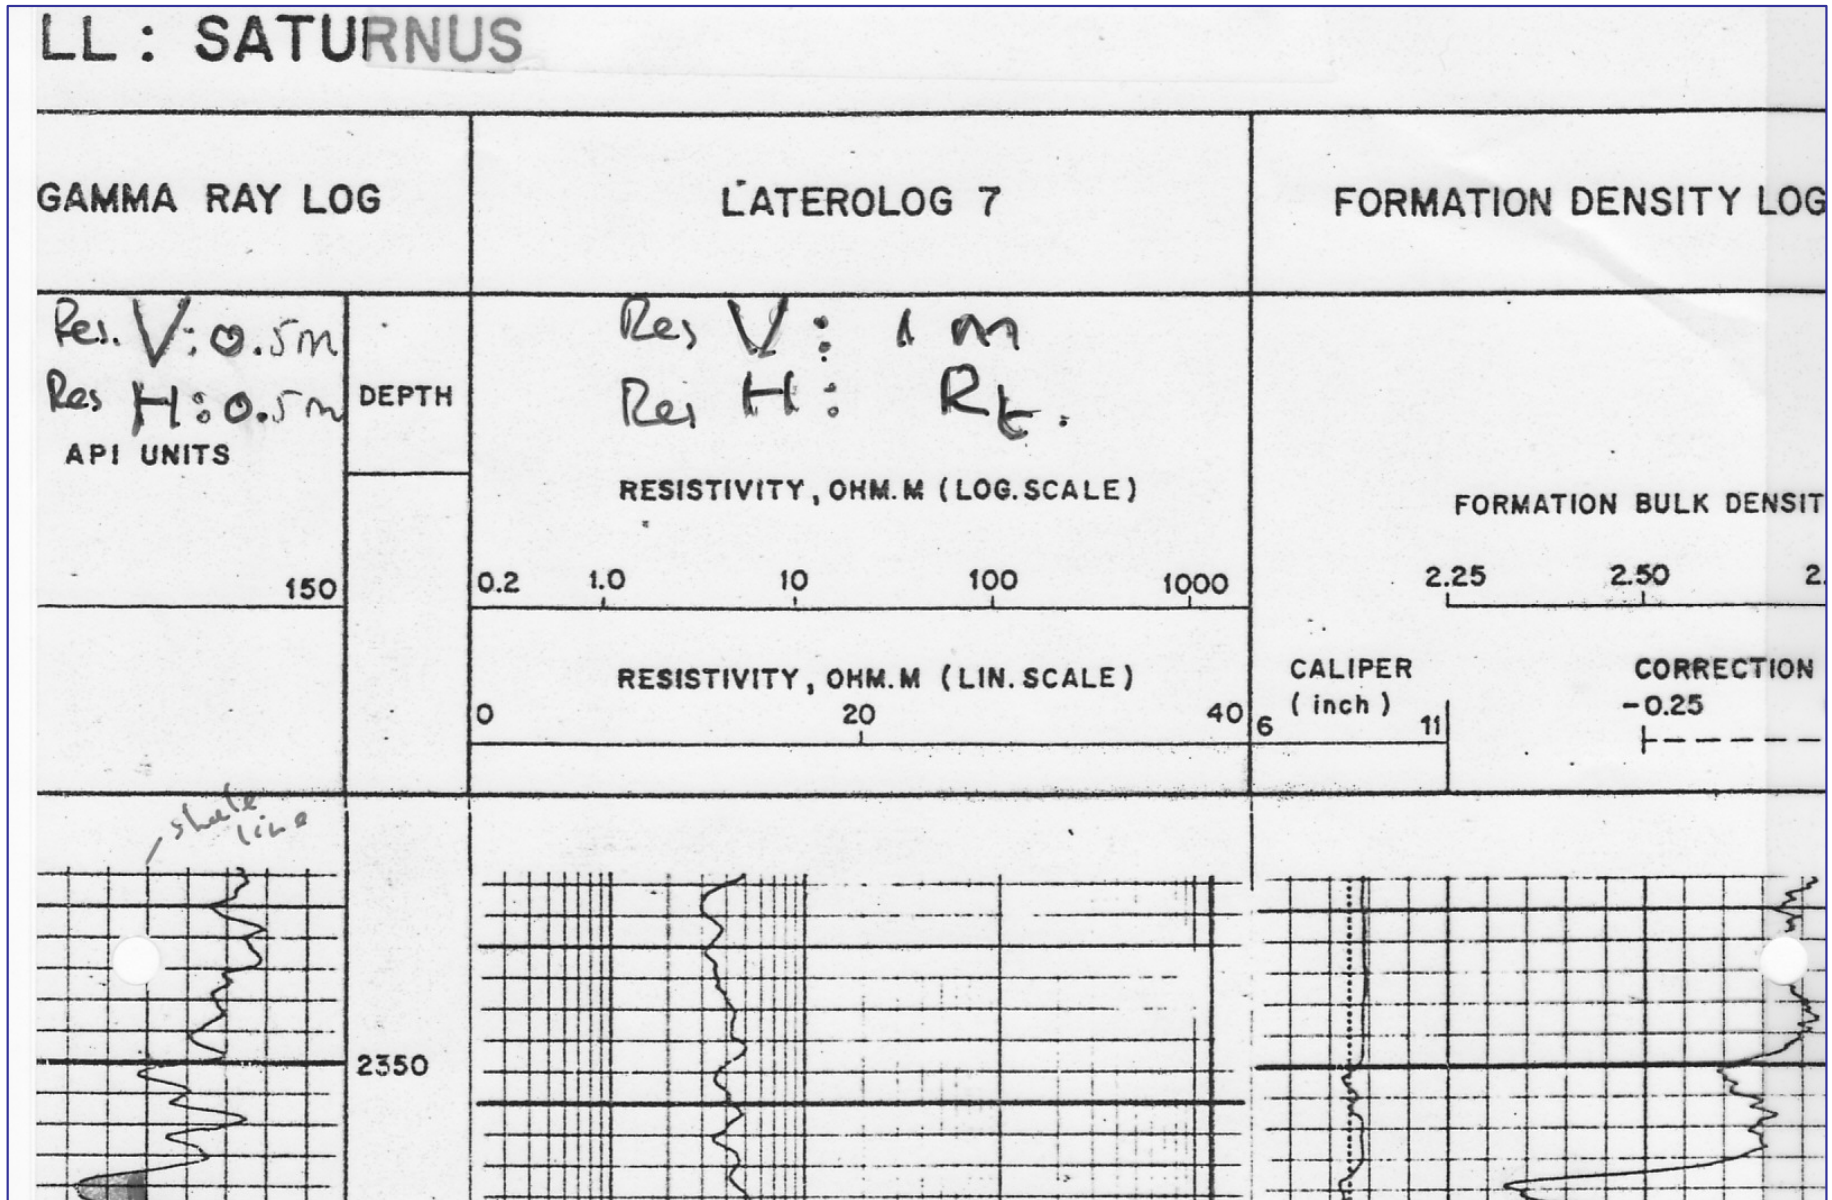 LL : SATURNUS
GAMMA RAY LOG
LATEROLOG 7
FORMATION DENSITY LOG
Res. V: 0.5m
Res H: 0.5m
API UNITS
150
DEPTH
Res V: 1 m
Res H: Rt.
RESISTIVITY, OHM.M (LOG. SCALE)
0.2 1.0 10 100 1000
RESISTIVITY, OHM.M (LIN. SCALE)
0 20 40
FORMATION BULK DENSIT
2.25 2.50 2.
CALIPER
(inch)
6 11
CORRECTION
-0.25
shale
line
2350